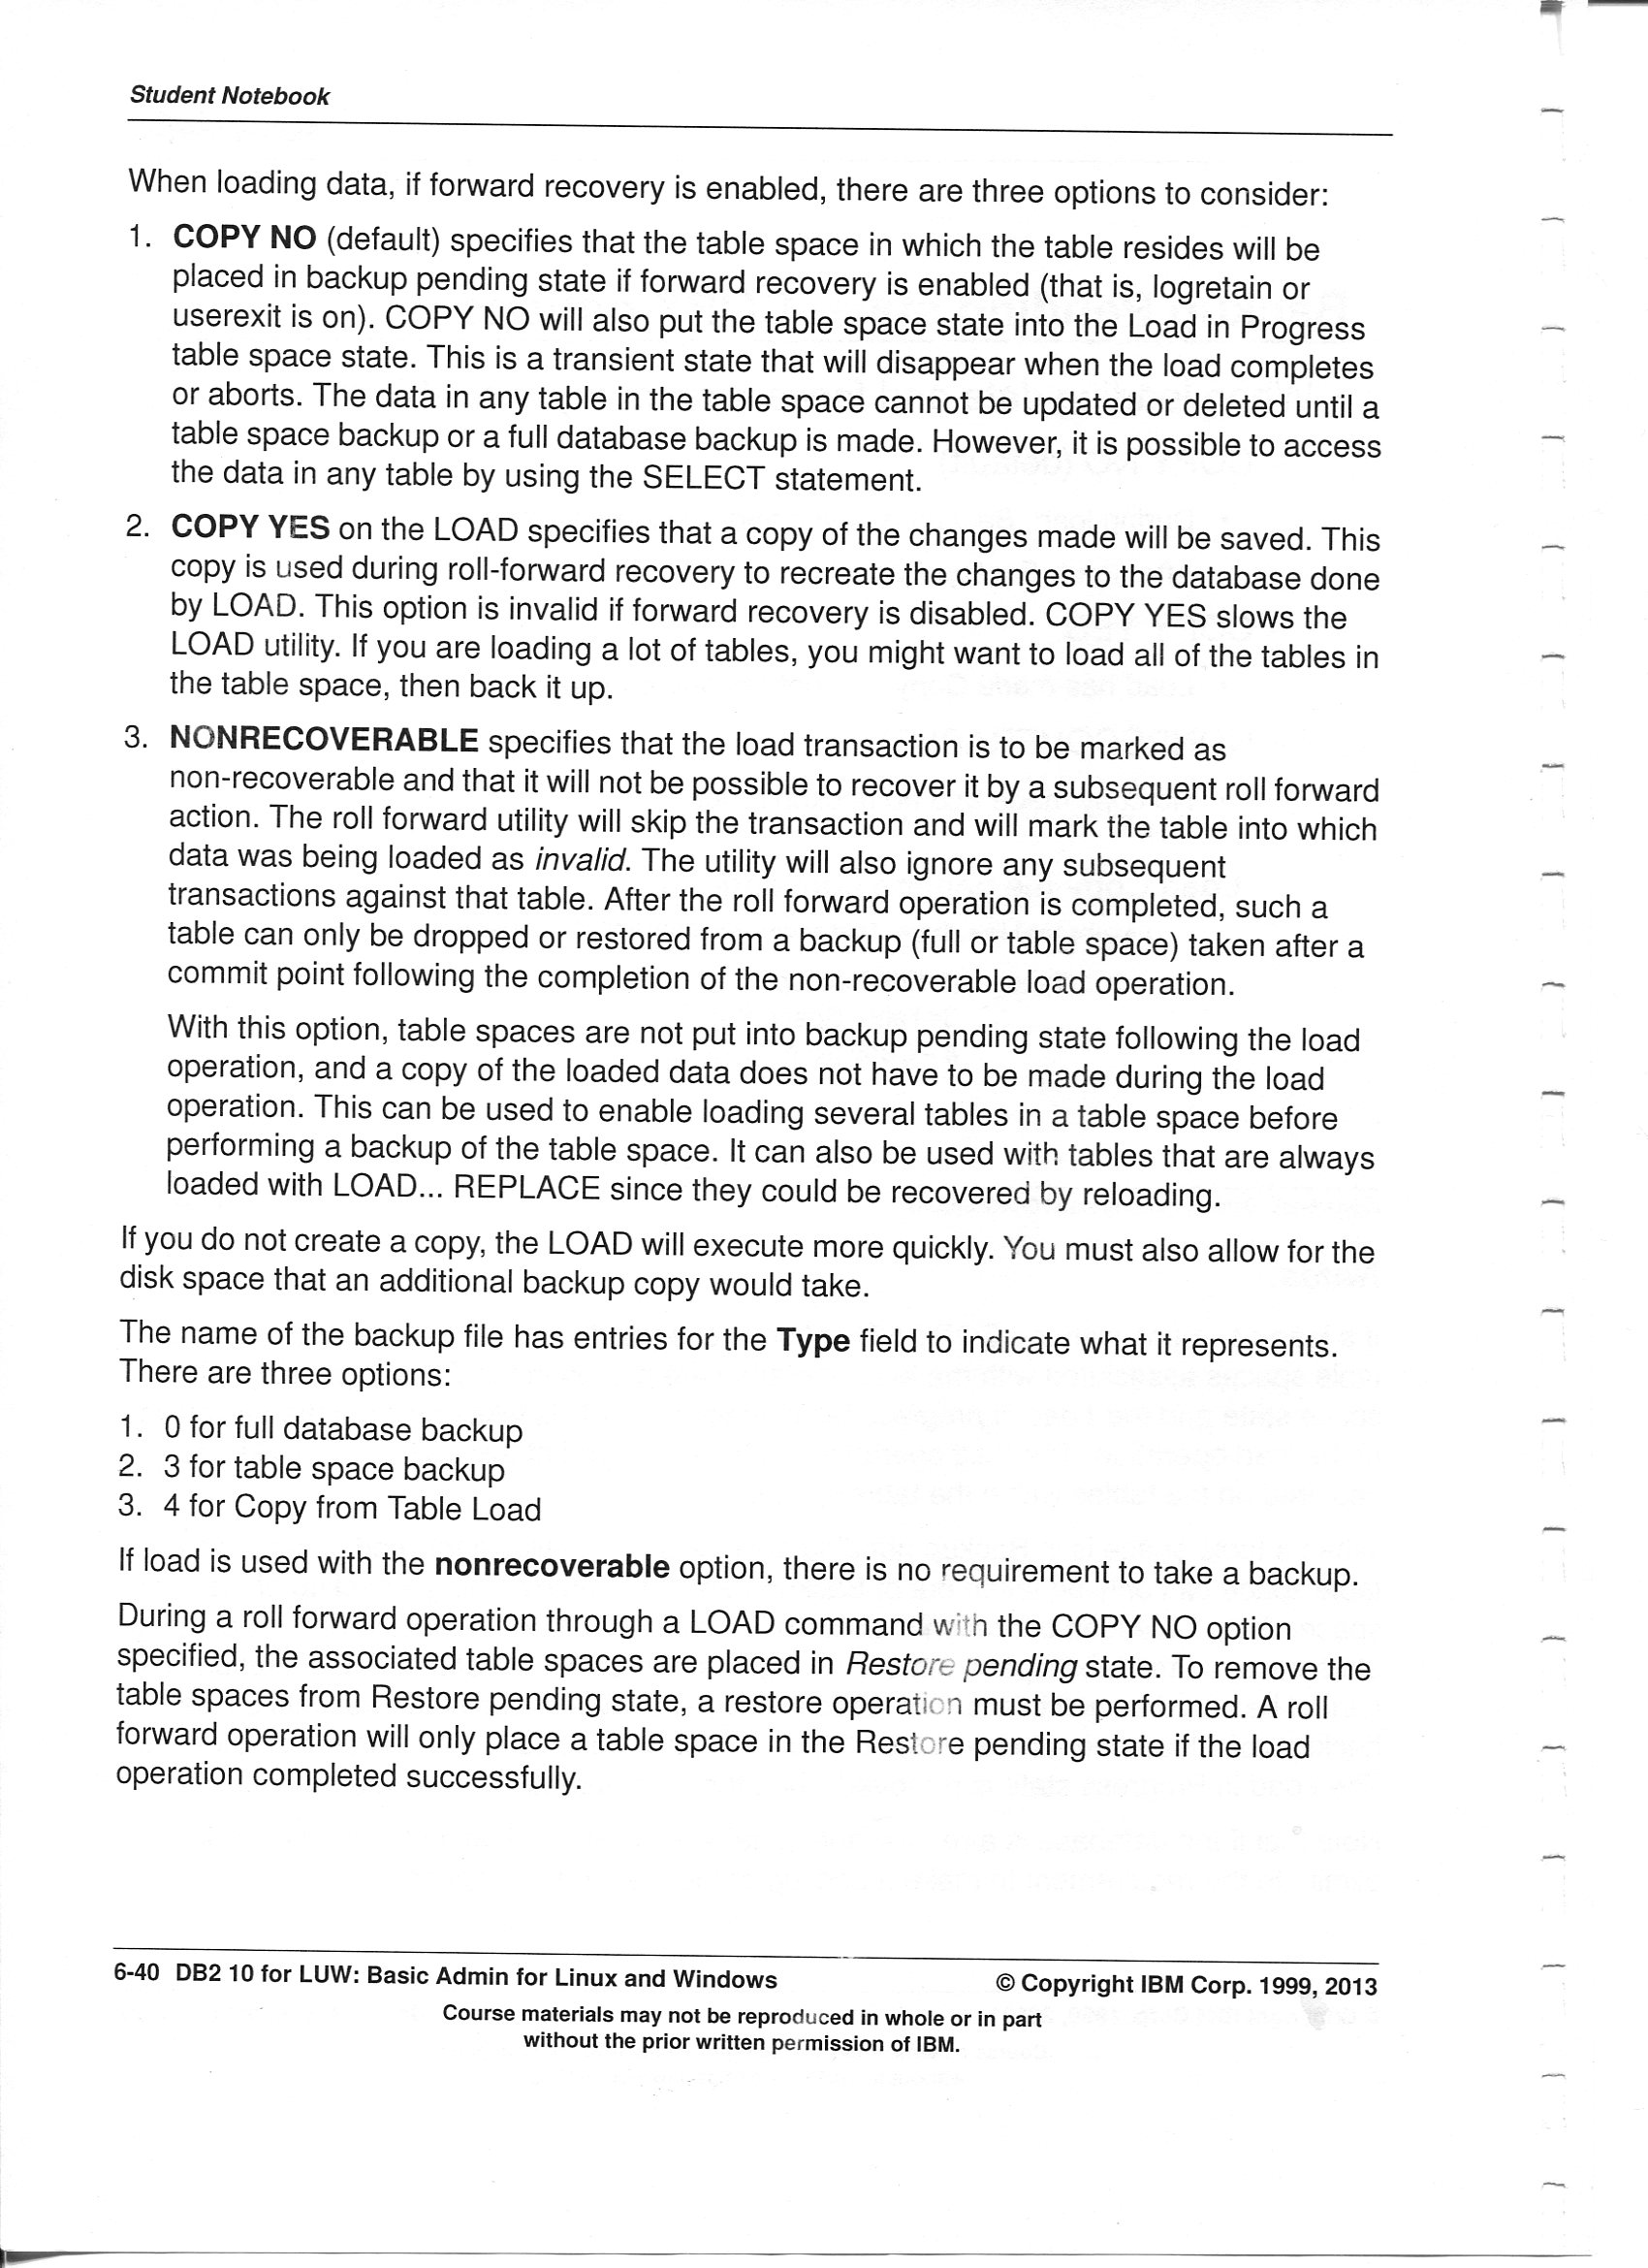 Student Notebook
When loading data, if forward recovery is enabled, there are three options to consider:
1. COPY NO (default) specifies that the table space in which the table resides will be
placed in backup pending state if forward recovery is enabled (that is, logretain or
userexit is on). COPY NO will also put the table space state into the Load in Progress
table space state. This is a transient state that will disappear when the load completes
or aborts. The data in any table in the table space cannot be updated or deleted until a
table space backup or a full database backup is made. However, it is possible to access
the data in any table by using the SELECT statement.
2. COPY YES on the LOAD specifies that a copy of the changes made will be saved. This
copy is used during roll-forward recovery to recreate the changes to the database done
by LOAD. This option is invalid if forward recovery is disabled. COPY YES slows the
LOAD utility. If you are loading a lot of tables, you might want to load all of the tables in
the table space, then back it up.
3. NONRECOVERABLE specifies that the load transaction is to be marked as
non-recoverable and that it will not be possible to recover it by a subsequent roll forward
action. The roll forward utility will skip the transaction and will mark the table into which
data was being loaded as invalid. The utility will also ignore any subsequent
transactions against that table. After the roll forward operation is completed, such a
table can only be dropped or restored from a backup (full or table space) taken after a
commit point following the completion of the non-recoverable load operation.
With this option, table spaces are not put into backup pending state following the load
operation, and a copy of the loaded data does not have to be made during the load
operation. This can be used to enable loading several tables in a table space before
performing a backup of the table space. It can also be used with tables that are always
loaded with LOAD... REPLACE since they could be recovered by reloading.
If you do not create a copy, the LOAD will execute more quickly. You must also allow for the
disk space that an additional backup copy would take.
The name of the backup file has entries for the Type field to indicate what it represents.
There are three options:
1. 0 for full database backup
2. 3 for table space backup
3. 4 for Copy from Table Load
If load is used with the nonrecoverable option, there is no requirement to take a backup.
During a roll forward operation through a LOAD command with the COPY NO option
specified, the associated table spaces are placed in Restore pending state. To remove the
table spaces from Restore pending state, a restore operation must be performed. A roll
forward operation will only place a table space in the Restore pending state if the load
operation completed successfully.
6-40 DB2 10 for LUW: Basic Admin for Linux and Windows © Copyright IBM Corp. 1999, 2013
Course materials may not be reproduced in whole or in part
without the prior written permission of IBM.